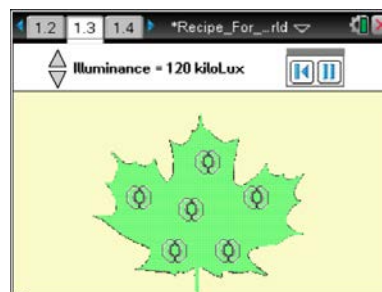 1.2 1.3 1.4 *Recipe_For_...rld
Illuminance = 120 kiloLux